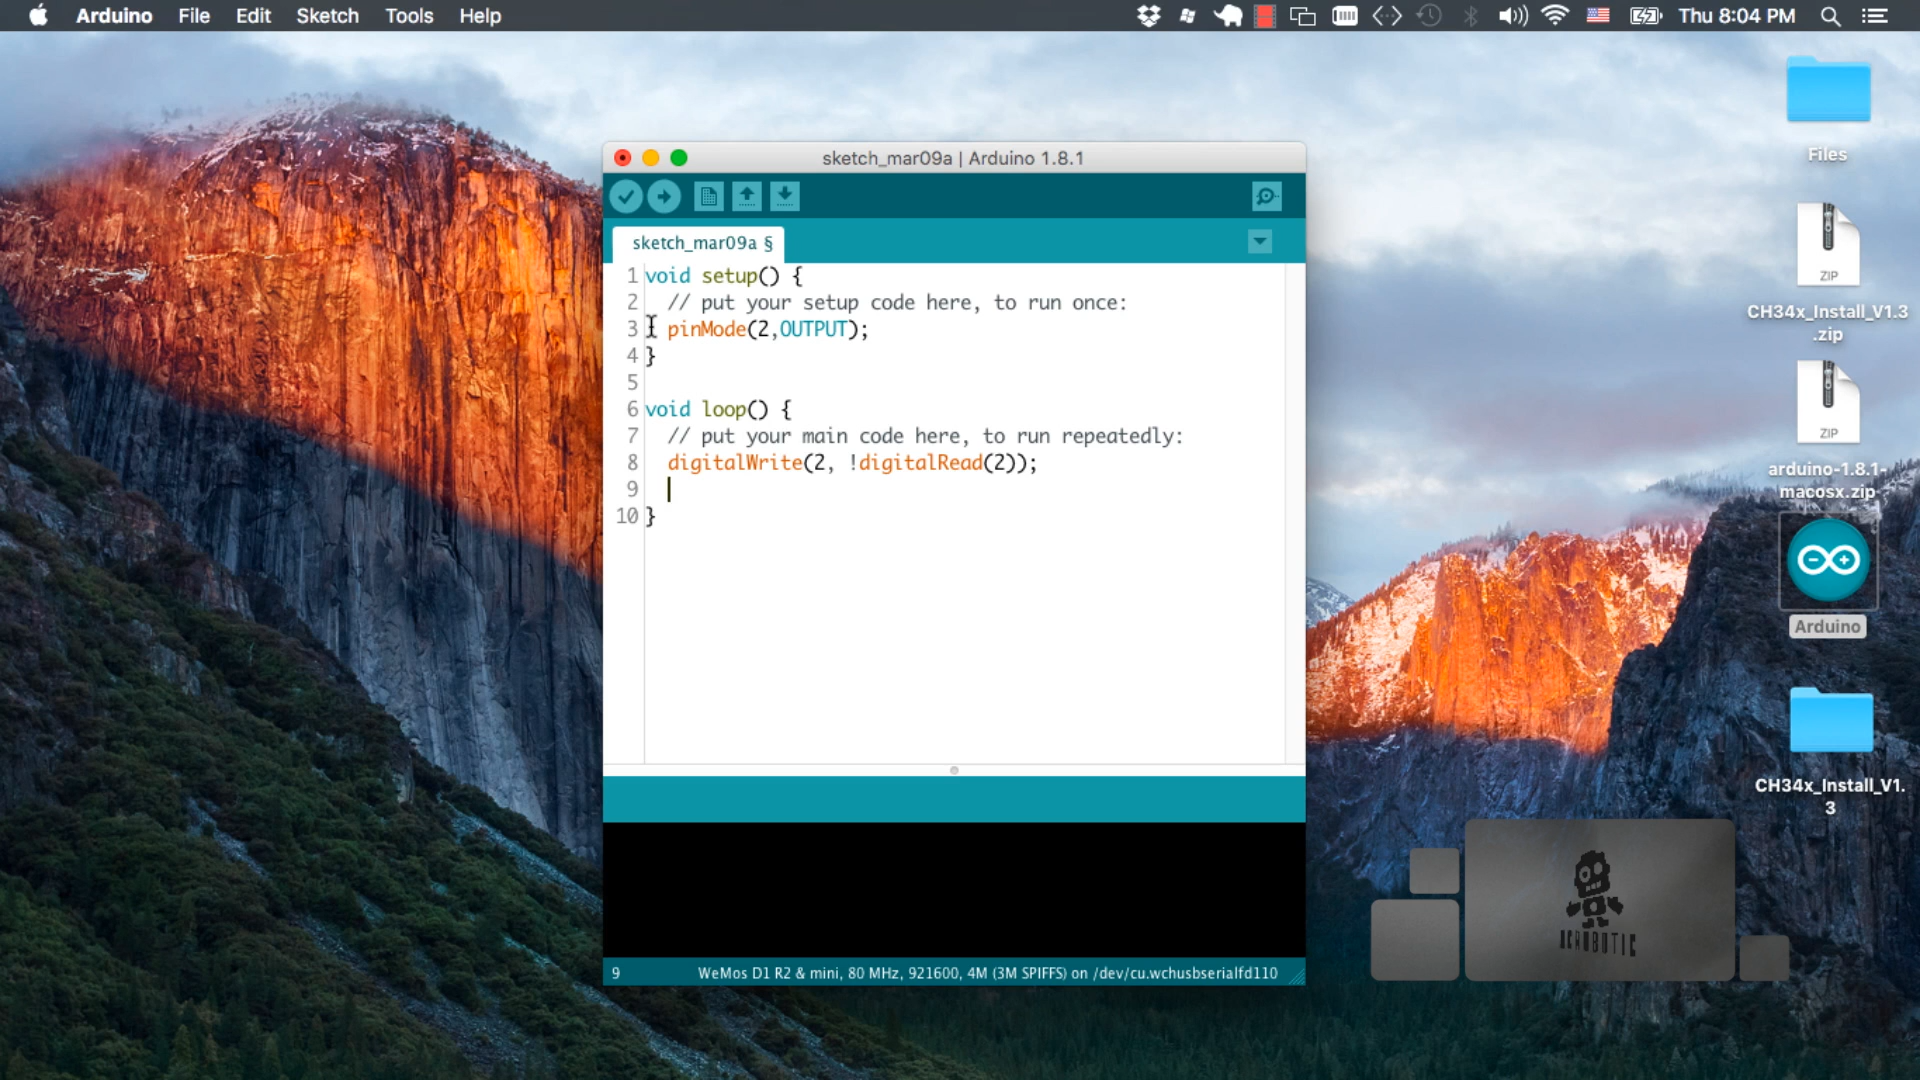 Arduino File Edit Sketch Tools Help Thu 8:04 PM
sketch_mar09a | Arduino 1.8.1
sketch_mar09a §
1 void setup() {
2 // put your setup code here, to run once:
3 pinMode(2,OUTPUT);
4 }
5
6 void loop() {
7 // put your main code here, to run repeatedly:
8 digitalWrite(2, !digitalRead(2));
9
10 }
9 WeMos D1 R2 & mini, 80 MHz, 921600, 4M (3M SPIFFS) on /dev/cu.wchusbserialfd110
Files
ZIP
CH34x_Install_V1.3
.zip
ZIP
arduino-1.8.1-
macosx.zip
Arduino
CH34x_Install_V1.
3
ACROBOTIC